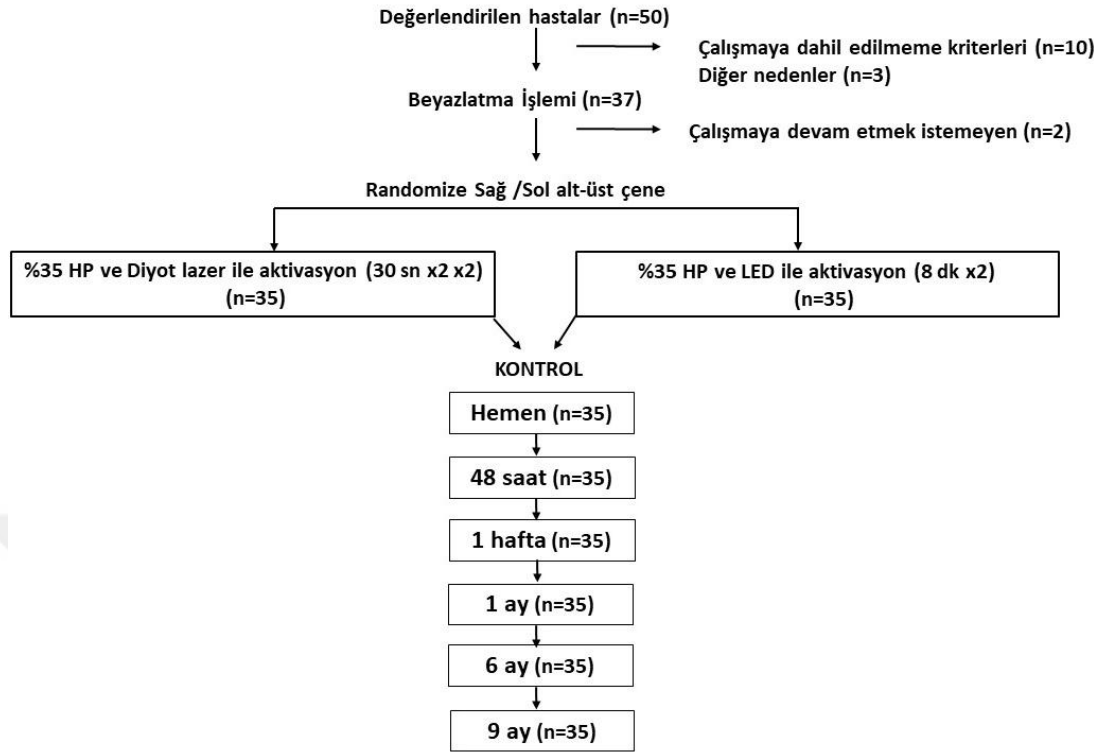 Değerlendirilen hastalar (n=50)
Çalışmaya dahil edilmeme kriterleri (n=10)
Diğer nedenler (n=3)
Beyazlatma İşlemi (n=37)
Çalışmaya devam etmek istemeyen (n=2)
Randomize Sağ /Sol alt-üst çene
%35 HP ve Diyot lazer ile aktivasyon (30 sn x2 x2)
(n=35)
%35 HP ve LED ile aktivasyon (8 dk x2)
(n=35)
KONTROL
Hemen (n=35)
48 saat (n=35)
1 hafta (n=35)
1 ay (n=35)
6 ay (n=35)
9 ay (n=35)